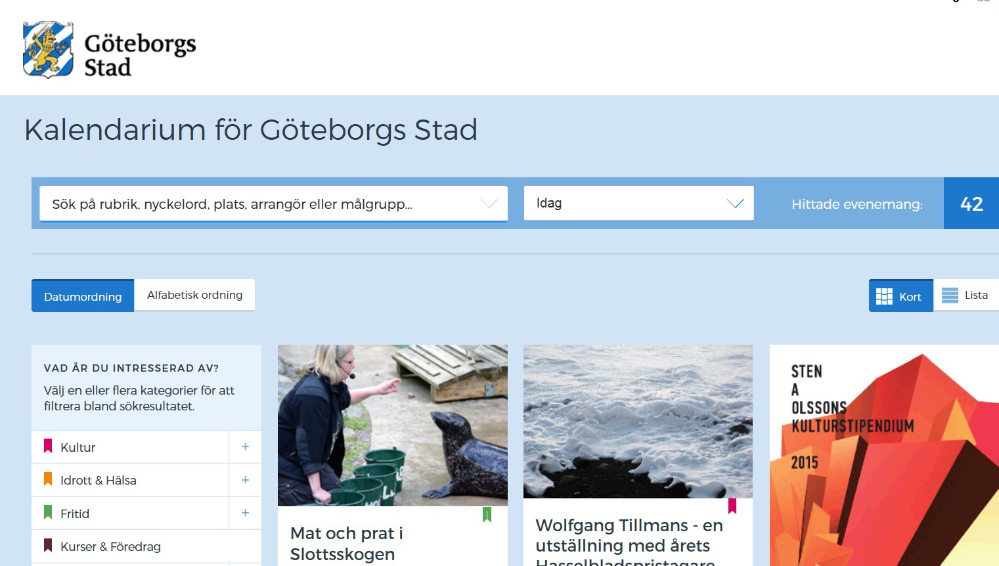 Göteborgs
Stad
Kalendarium för Göteborgs Stad
Sök på rubrik, nyckelord, plats, arrangör eller målgrupp...
Idag
Hittade evenemang:
42
Datumordning
Alfabetisk ordning
Kort
Lista
VAD ÄR DU INTRESSERAD AV?
Välj en eller flera kategorier för att
filtrera bland sökresultatet.
Kultur +
Idrott & Hälsa +
Fritid +
Kurser & Föredrag
Mat och prat i
Slottsskogen
Wolfgang Tillmans - en
utställning med årets
Hasselbladspristagare
STEN
A
OLSSONS
KULTURSTIPENDIUM
2015